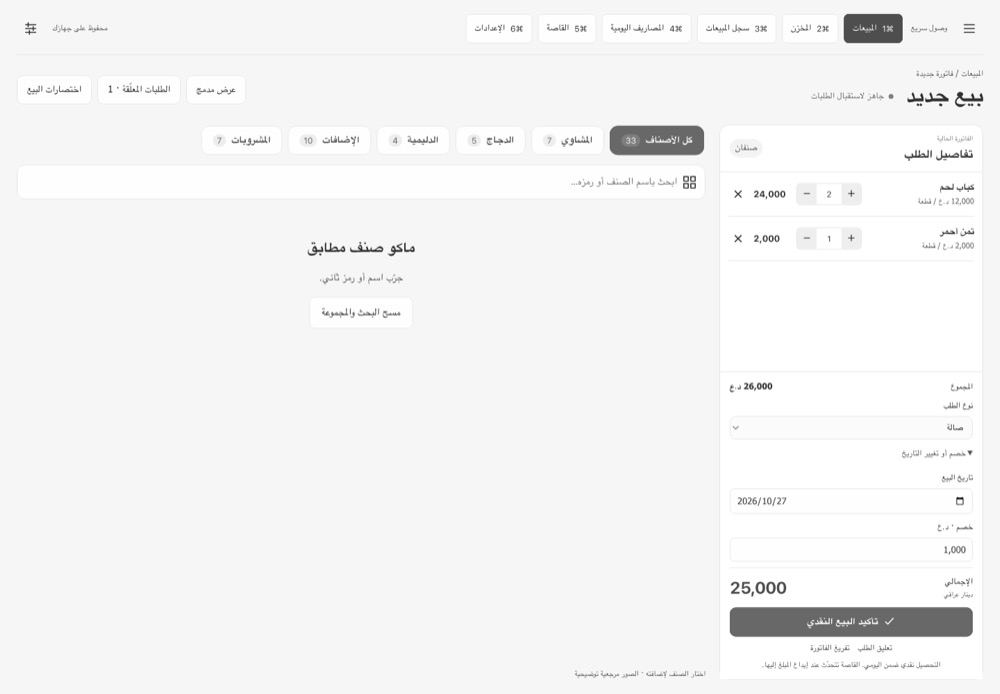 وصول سريع
⌘1 المبيعات
⌘2 المخزن
⌘3 سجل المبيعات
⌘4 المصاريف اليومية
⌘5 القاصة
⌘6 الإعدادات
محفوظ على جهازك
المبيعات / فاتورة جديدة
بيع جديد
● جاهز لاستقبال الطلبات
عرض مدمج
الطلبات المعلّقة · 1
اختصارات البيع
الفاتورة الحالية
تفاصيل الطلب
صنفان
كباب لحم
12,000 د.ع / قطعة
+ 2 −
24,000 ×
تمن احمر
2,000 د.ع / قطعة
+ 1 −
2,000 ×
المجموع
26,000 د.ع
نوع الطلب
صالة
▼ خصم أو تغيير التاريخ
تاريخ البيع
2026/10/27
خصم · د.ع
1,000
الإجمالي
دينار عراقي
25,000
✓ تأكيد البيع النقدي
تعليق الطلب
تفريغ الفاتورة
التحصيل نقدي ضمن اليومي. القاصة تتحدّث عند إيداع المبلغ إليها.
كل الأصناف 33
المشاوي 7
الدجاج 5
الدليمية 4
الإضافات 10
المشروبات 7
ابحث باسم الصنف أو رمزه...
ماكو صنف مطابق
جرّب اسم أو رمز ثاني.
مسح البحث والمجموعة
اختار الصنف لإضافته · الصور مرجعية توضيحية